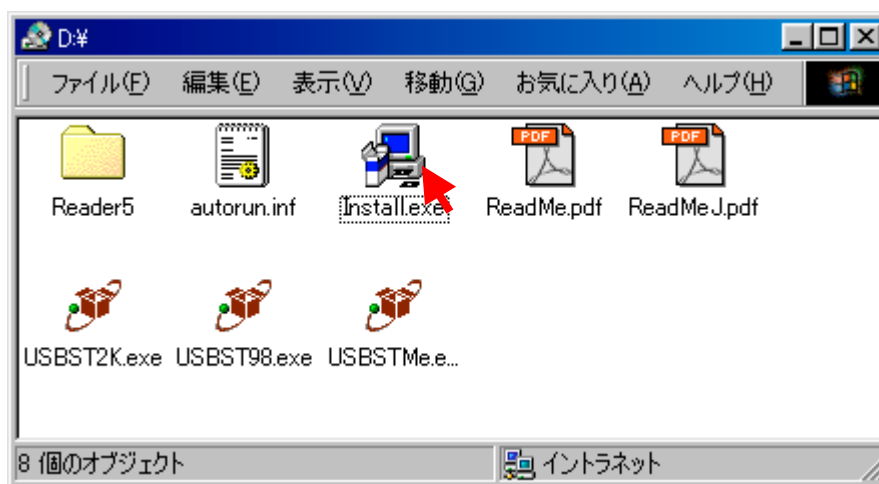 D:¥
ファイル(F) 編集(E) 表示(V) 移動(G) お気に入り(A) ヘルプ(H)
PDF PDF
Reader5 autorun.inf Install.exe ReadMe.pdf ReadMeJ.pdf
USBST2K.exe USBST98.exe USBSTMe.e...
8 個のオブジェクト イントラネット